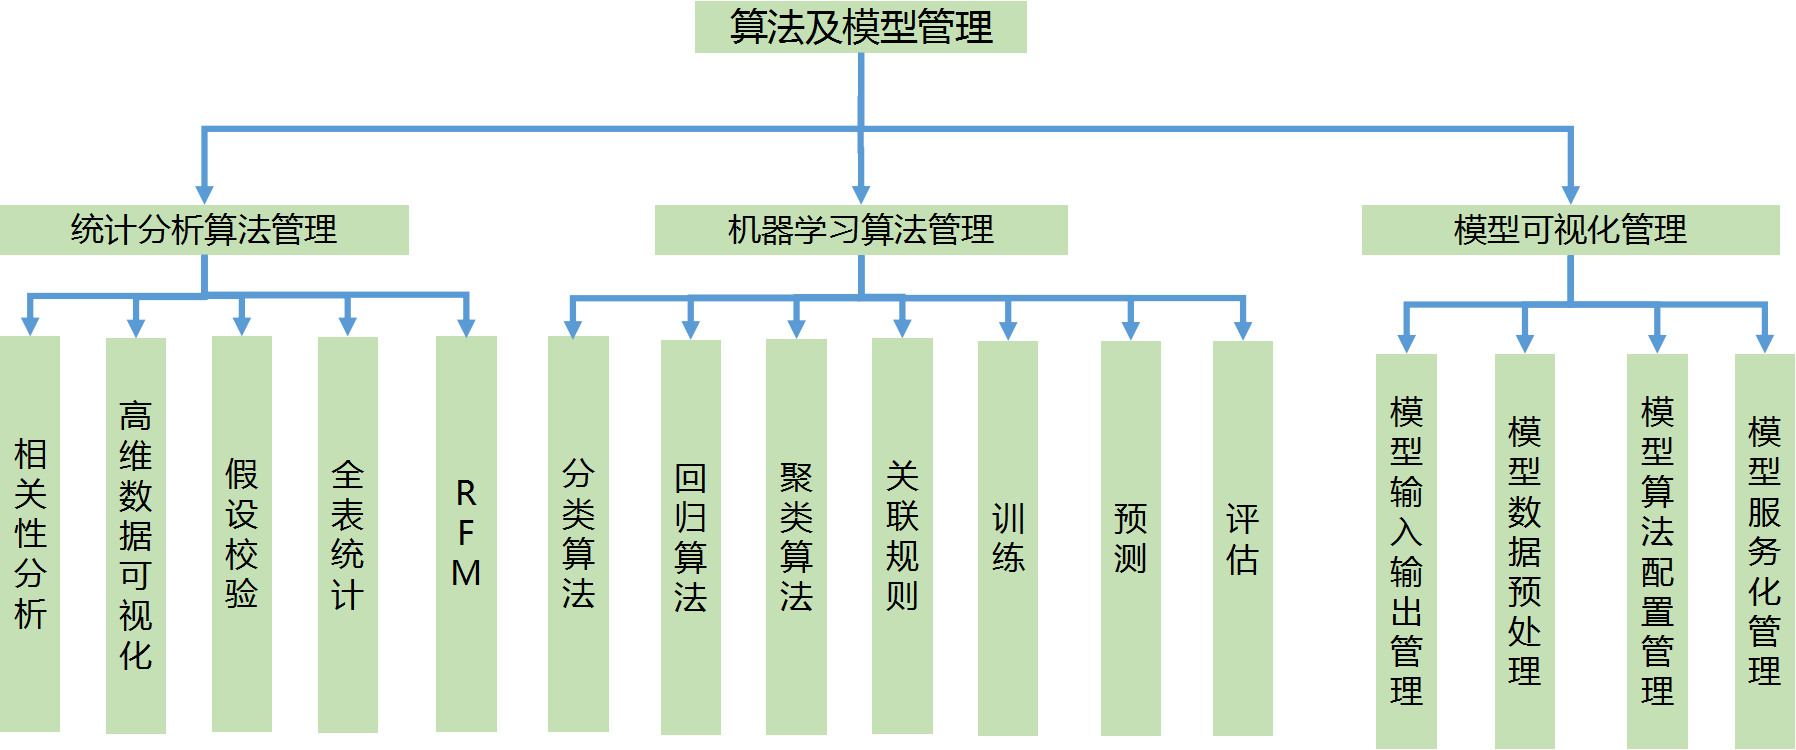 算法及模型管理
统计分析算法管理
机器学习算法管理
模型可视化管理
相关性分析
高维数据可视化
假设校验
全表统计
RFM
分类算法
回归算法
聚类算法
关联规则
训练
预测
评估
模型输入输出管理
模型数据预处理
模型算法配置管理
模型服务化管理